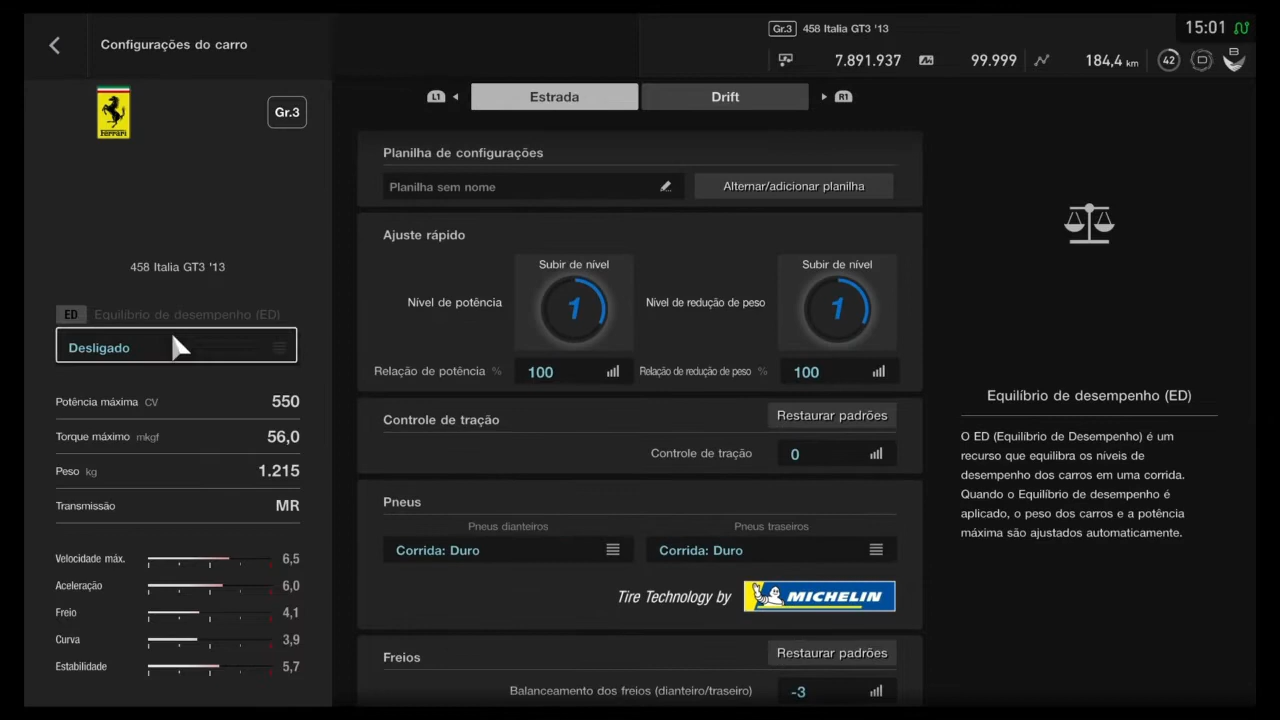 Configurações do carro
Gr.3 458 Italia GT3 '13
15:01
7.891.937 99.999 184,4 km 42 B
Ferrari
Gr.3
458 Italia GT3 '13
ED Equilíbrio de desempenho (ED)
Desligado
Potência máxima CV 550
Torque máximo mkgf 56,0
Peso kg 1.215
Transmissão MR
Velocidade máx. 6,5
Aceleração 6,0
Freio 4,1
Curva 3,9
Estabilidade 5,7
L1 Estrada Drift R1
Planilha de configurações
Planilha sem nome Alternar/adicionar planilha
Ajuste rápido
Subir de nível Subir de nível
Nível de potência 1 Nível de redução de peso 1
Relação de potência % 100 Relação de redução de peso % 100
Controle de tração Restaurar padrões
Controle de tração 0
Pneus
Pneus dianteiros Pneus traseiros
Corrida: Duro Corrida: Duro
Tire Technology by MICHELIN
Freios Restaurar padrões
Balanceamento dos freios (dianteiro/traseiro) -3
Equilíbrio de desempenho (ED)
O ED (Equilíbrio de Desempenho) é um
recurso que equilibra os níveis de
desempenho dos carros em uma corrida.
Quando o Equilíbrio de desempenho é
aplicado, o peso dos carros e a potência
máxima são ajustados automaticamente.